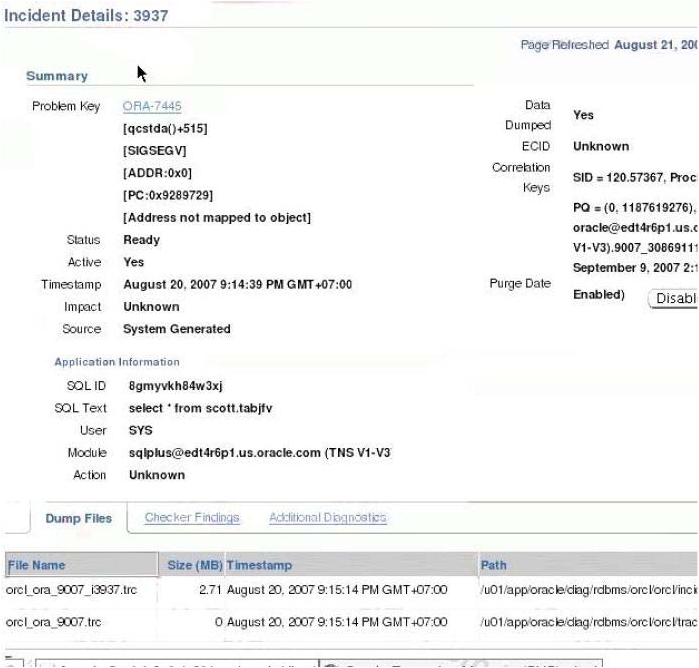 Incident Details: 3937
Page Refreshed August 21, 200
Summary
Problem Key ORA-7445
[qcstda()+515]
[SIGSEGV]
[ADDR:0x0]
[PC:0x9289729]
[Address not mapped to object]
Status Ready
Active Yes
Timestamp August 20, 2007 9:14:39 PM GMT+07:00
Impact Unknown
Source System Generated
Data Dumped Yes
ECID Unknown
Correlation Keys SID = 120.57367, Proc
PQ = (0, 1187619276),
oracle@edt4r6p1.us.o
V1-V3).9007_30869111
September 9, 2007 2:1
Purge Date Enabled) Disabl
Application Information
SQL ID 8gmyvkh84w3xj
SQL Text select * from scott.tabjfv
User SYS
Module sqlplus@edt4r6p1.us.oracle.com (TNS V1-V3
Action Unknown
Dump Files Checker Findings Additional Diagnostics
File Name Size (MB) Timestamp Path
orcl_ora_9007_i3937.trc 2.71 August 20, 2007 9:15:14 PM GMT+07:00 /u01/app/oracle/diag/rdbms/orcl/orcl/inci
orcl_ora_9007.trc 0 August 20, 2007 9:15:14 PM GMT+07:00 /u01/app/oracle/diag/rdbms/orcl/orcl/trac